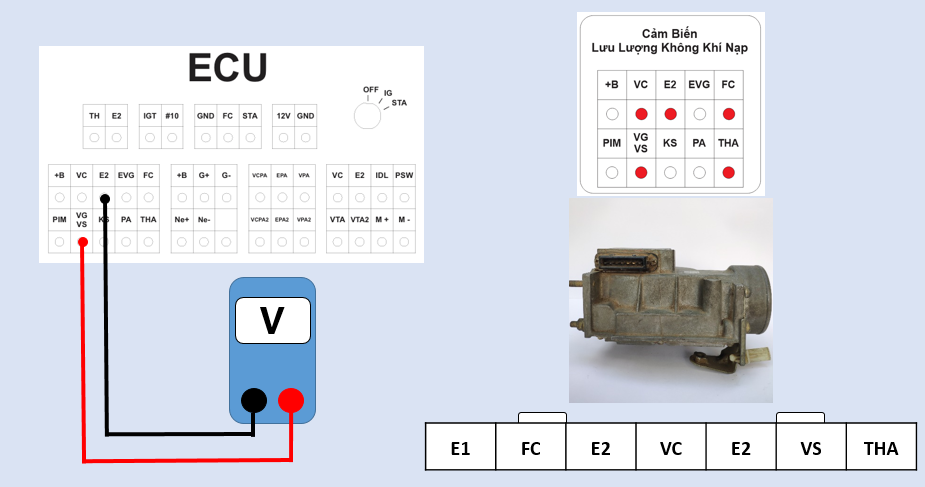 ECU
OFF
IG
STA
TH E2 IGT #10 GND FC STA 12V GND
+B VC E2 EVG FC +B G+ G- VCPA EPA VPA VC E2 IDL PSW
PIM VG VS KS PA THA Ne+ Ne- VCPA2 EPA2 VPA2 VTA VTA2 M + M -
V
Cảm Biến
Lưu Lượng Không Khí Nạp
+B VC E2 EVG FC
PIM VG VS KS PA THA
E1 FC E2 VC E2 VS THA